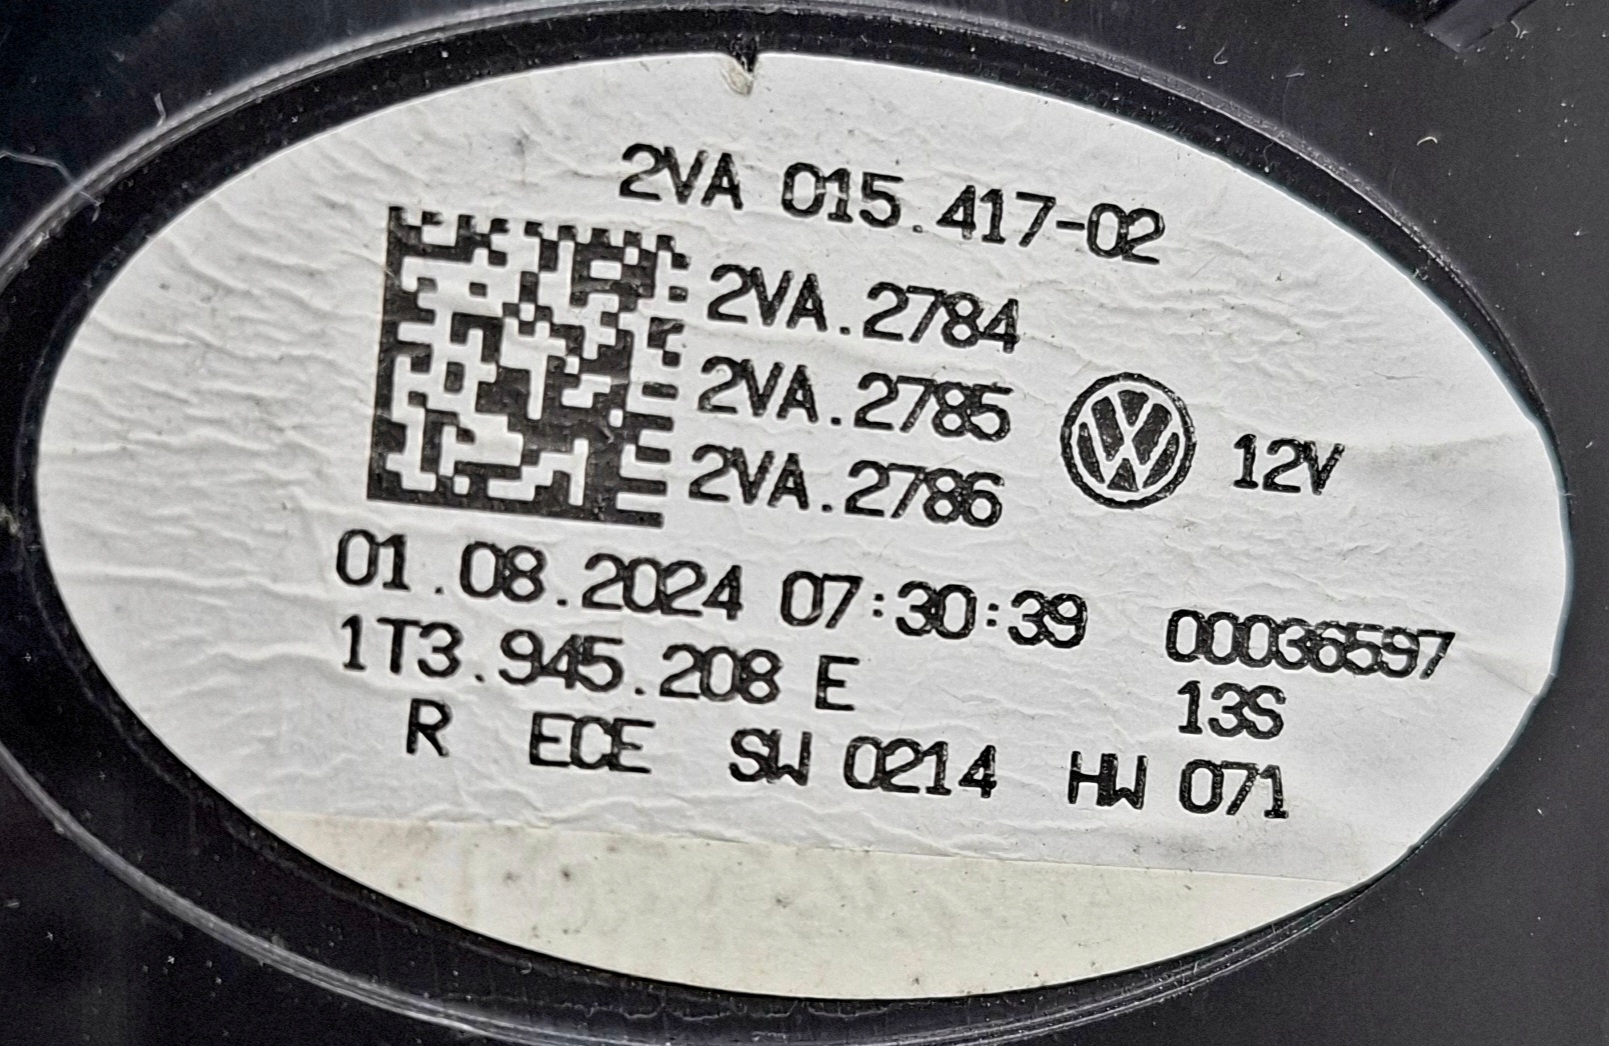 2VA 015.417-02
2VA.2784
2VA.2785
2VA.2786
12V
01.08.2024 07:30:39 00036597
1T3.945.208 E 13S
R ECE SW 0214 HW 071